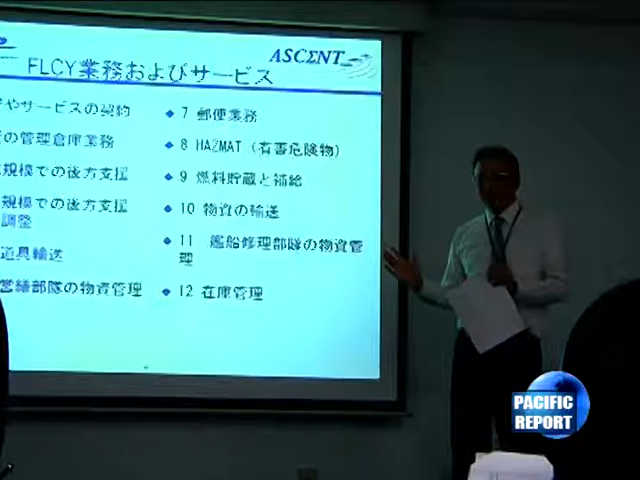 ASCENT
FLCY業務およびサービス
やサービスの契約
の管理倉庫業務
規模での後方支援
規模での後方支援
調整
道具輸送
営繕部隊の物資管理
◆ 7 郵便業務
◆ 8 HAZMAT (有害危険物)
◆ 9 燃料貯蔵と補給
◆ 10 物資の輸送
◆ 11 艦船修理部隊の物資管
理
◆ 12 在庫管理
PACIFIC
REPORT